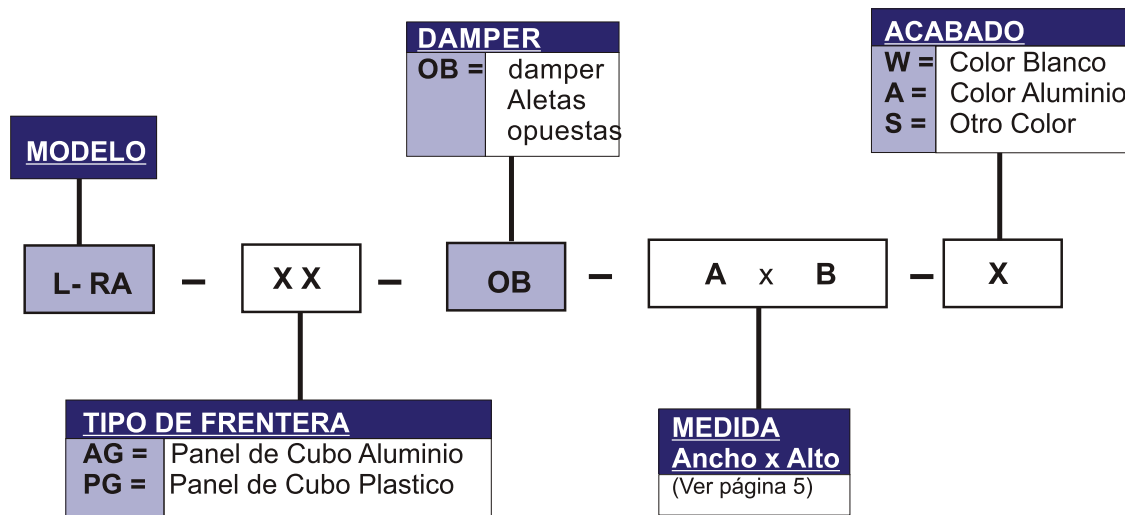 DAMPER
OB = damper
Aletas
opuestas
ACABADO
W = Color Blanco
A = Color Aluminio
S = Otro Color
MODELO
L- RA – X X – OB – A x B – X
TIPO DE FRENTERA
AG = Panel de Cubo Aluminio
PG = Panel de Cubo Plastico
MEDIDA
Ancho x Alto
(Ver página 5)